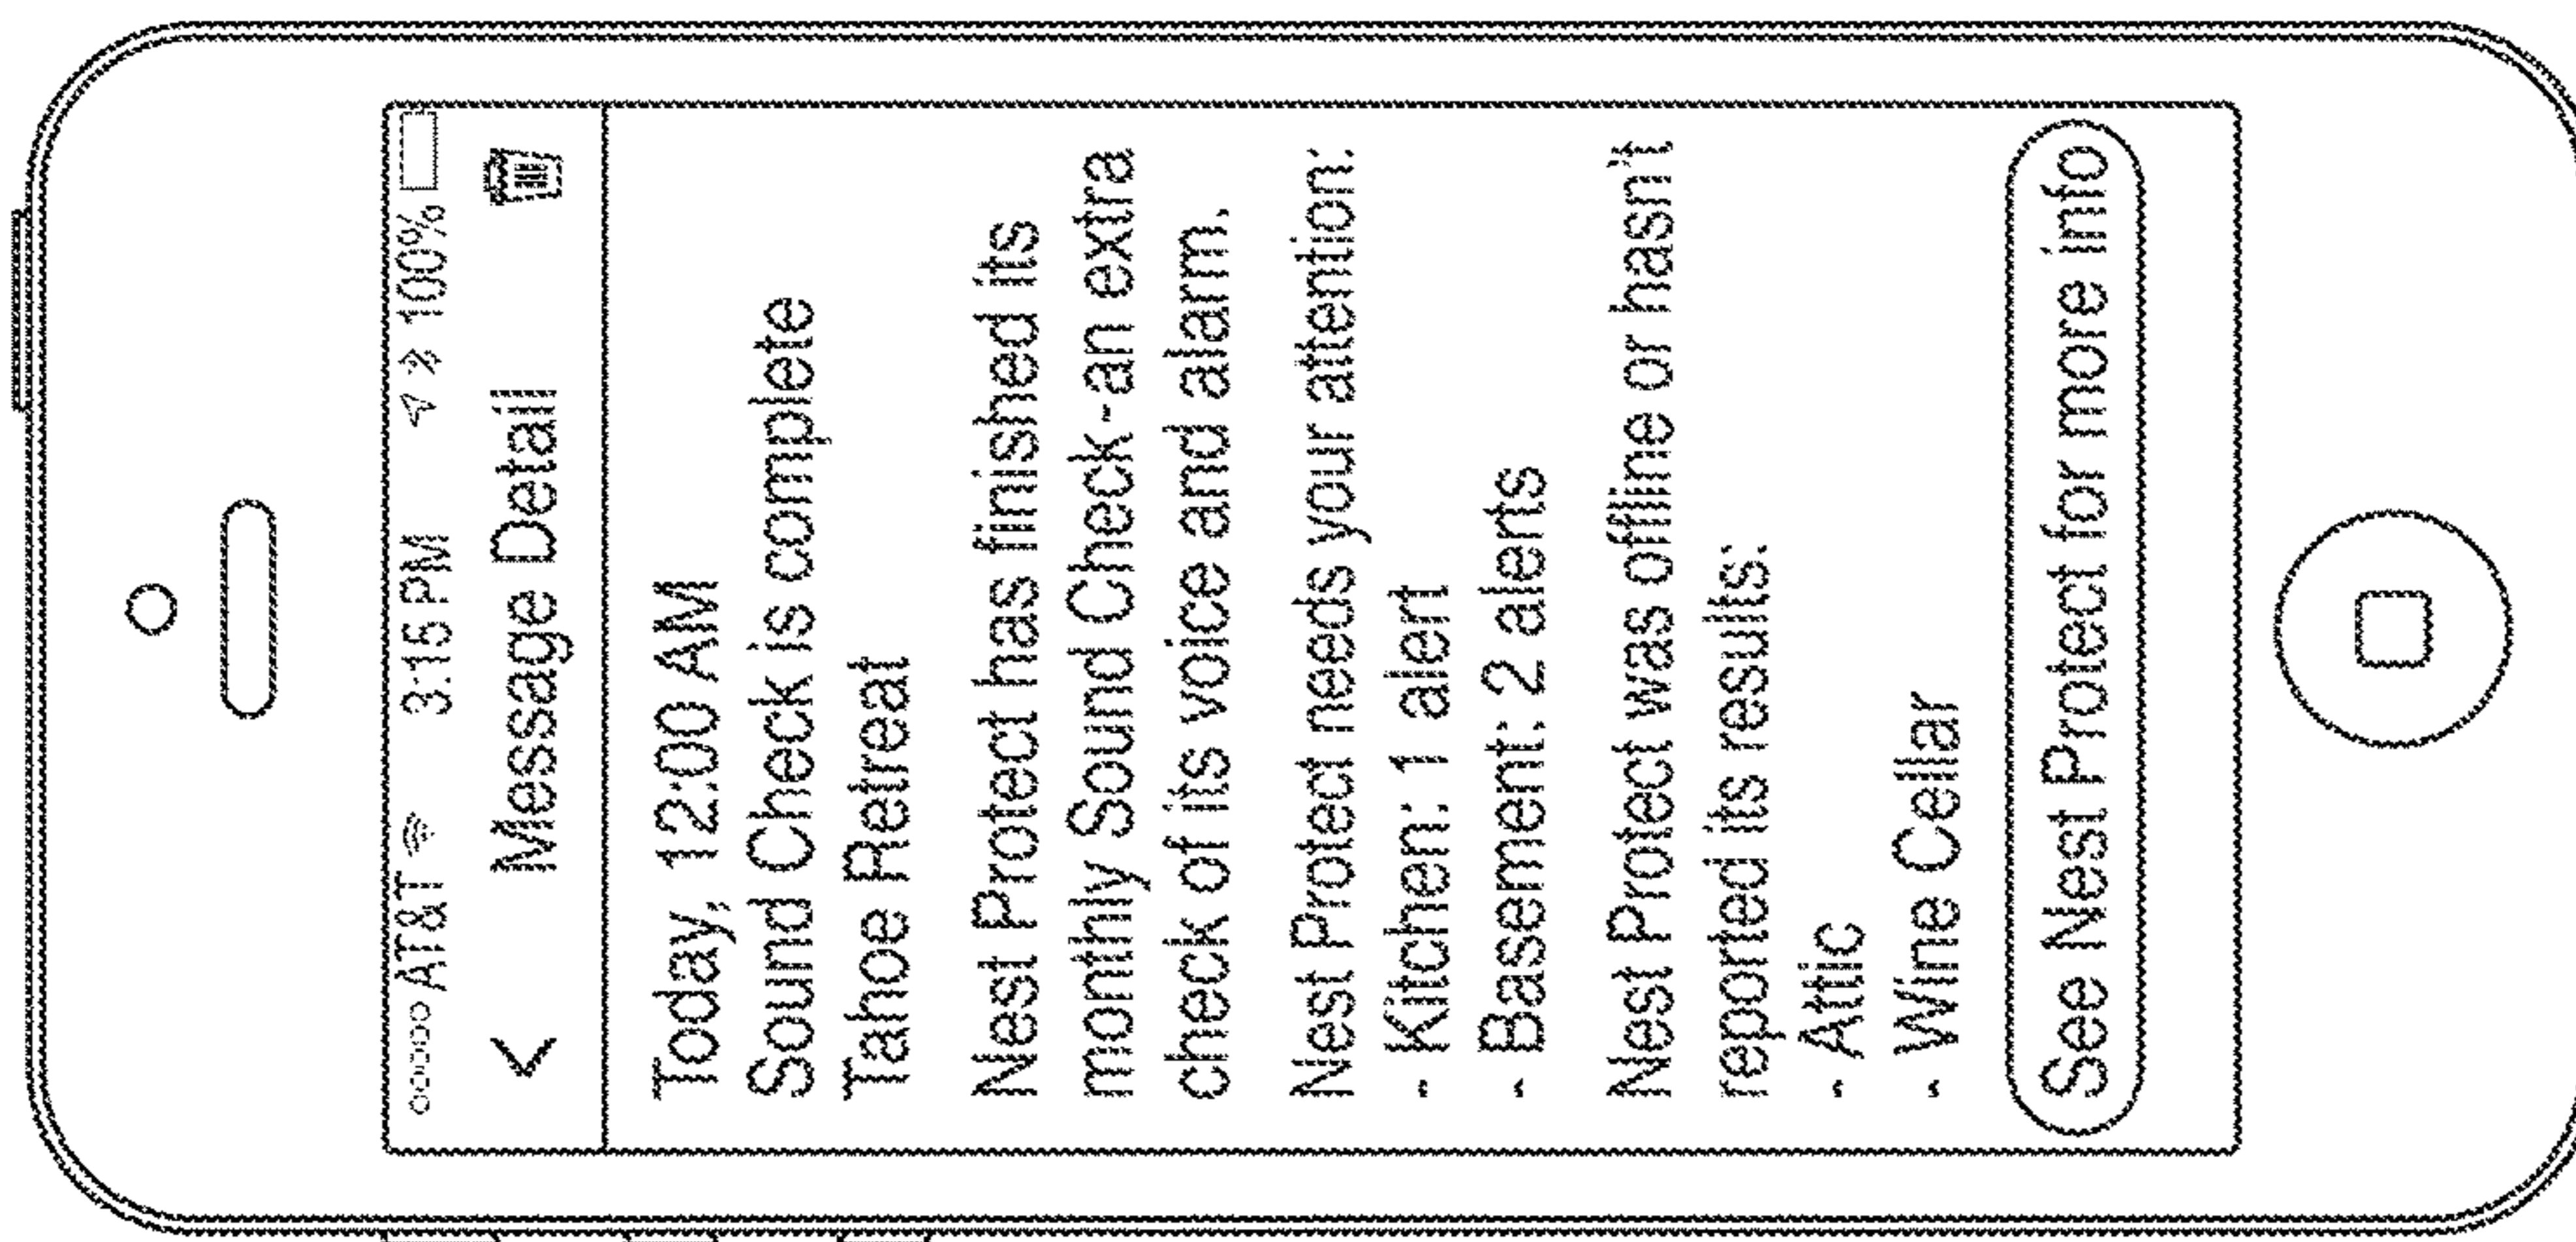 AT&T 3:15 PM 100%
< Message Detail
Today, 12:00 AM
Sound Check is complete
Tahoe Retreat
Nest Protect has finished its
monthly Sound Check-an extra
check of its voice and alarm.
Nest Protect needs your attention:
- Kitchen: 1 alert
- Basement: 2 alerts
Nest Protect was offline or hasn't
reported its results:
- Attic
- Wine Cellar
See Nest Protect for more info